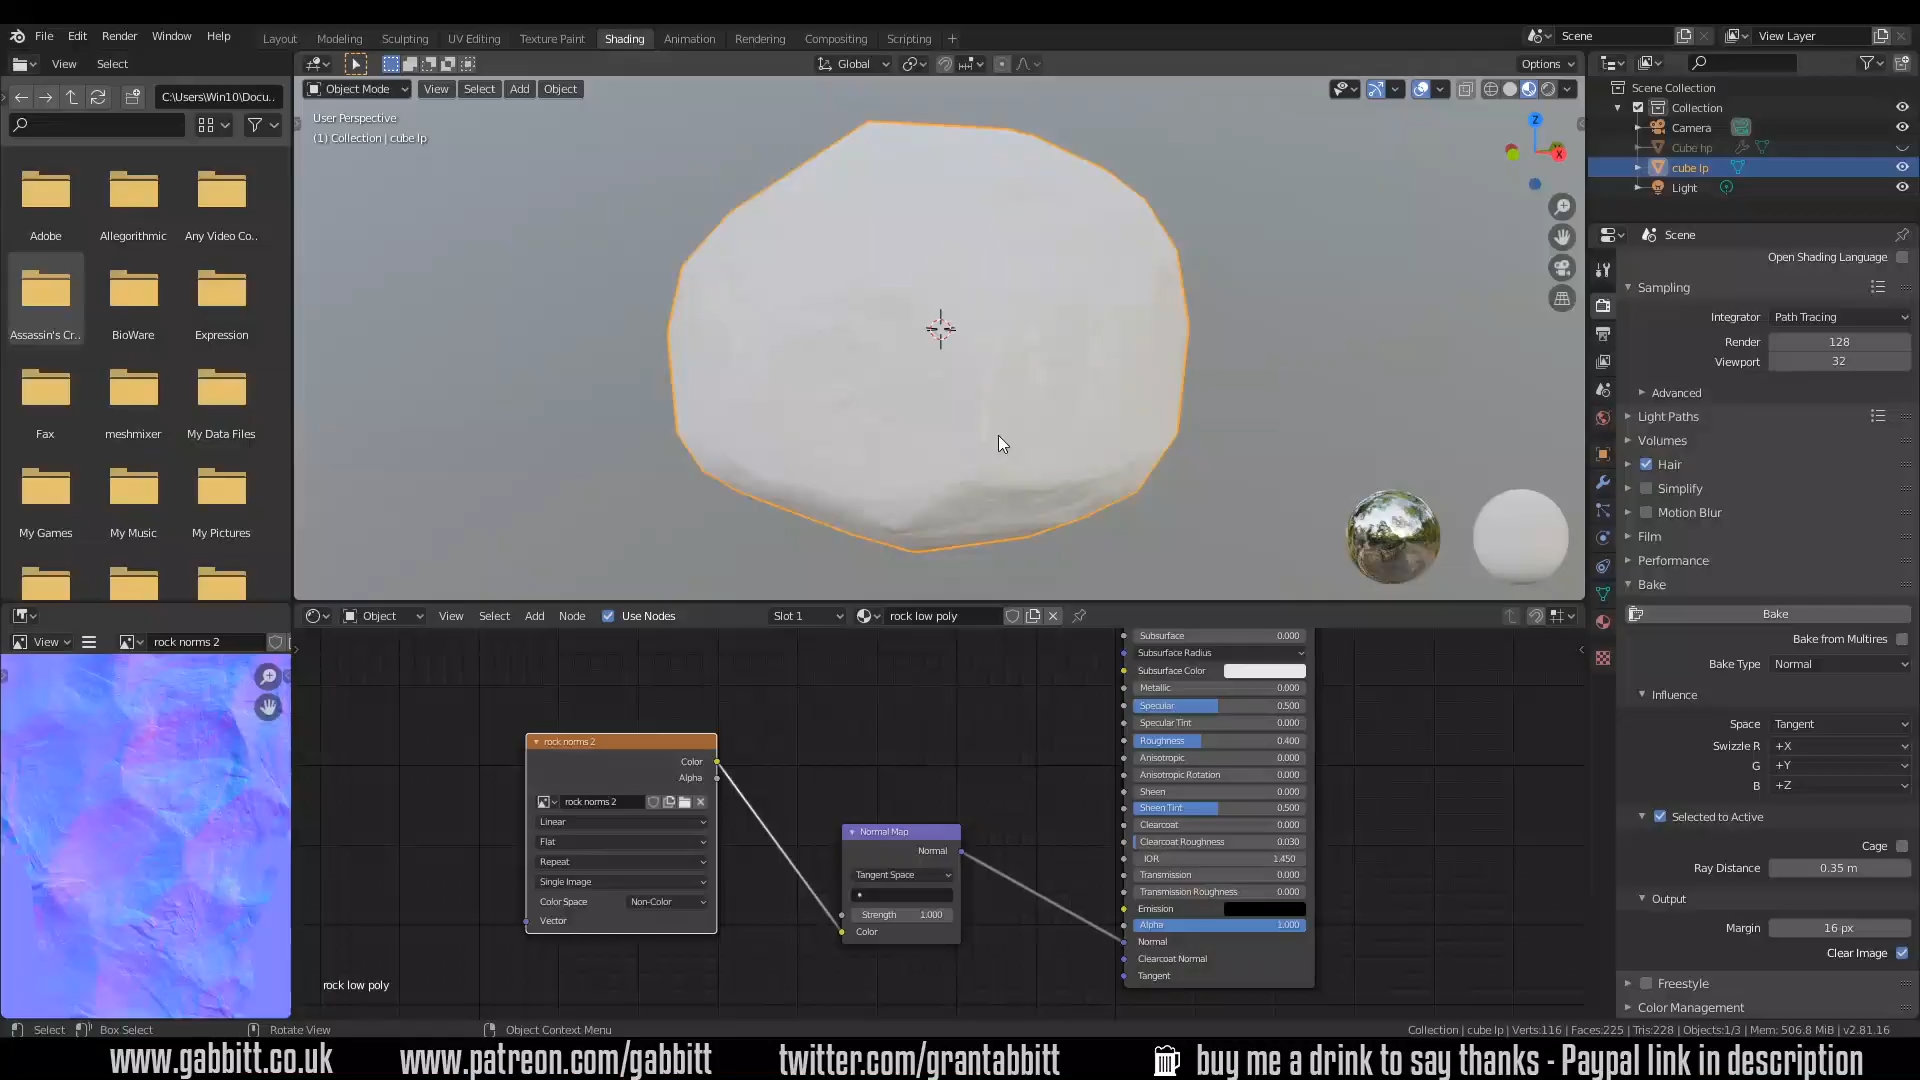 File Edit Render Window Help
Layout Modeling Sculpting UV Editing Texture Paint Shading Animation Rendering Compositing Scripting +
Scene
View Layer
View Select
Global
Options
C:\Users\Win10\Docu..
Object Mode View Select Add Object
User Perspective
(1) Collection | cube lp
Z
X
Adobe Allegorithmic Any Video Co..
Assassin's Cr.. BioWare Expression
Fax meshmixer My Data Files
My Games My Music My Pictures
Scene Collection
Collection
Camera
Cube hp
cube lp
Light
Scene
Open Shading Language
Sampling
Integrator Path Tracing
Render 128
Viewport 32
Advanced
Light Paths
Volumes
Hair
Simplify
Motion Blur
Film
Performance
Bake
Bake
Bake from Multires
Bake Type Normal
Influence
Space Tangent
Swizzle R +X
G +Y
B +Z
Selected to Active
Cage
Ray Distance 0.35 m
Output
Margin 16 px
Clear Image
Freestyle
Color Management
View rock norms 2
Object View Select Add Node Use Nodes Slot 1 rock low poly
rock norms 2
Color
Alpha
rock norms 2
Linear
Flat
Repeat
Single Image
Color Space Non-Color
Vector
Normal Map
Normal
Tangent Space
Strength 1.000
Color
Subsurface 0.000
Subsurface Radius
Subsurface Color
Metallic 0.000
Specular 0.500
Specular Tint 0.000
Roughness 0.400
Anisotropic 0.000
Anisotropic Rotation 0.000
Sheen 0.000
Sheen Tint 0.500
Clearcoat 0.000
Clearcoat Roughness 0.030
IOR 1.450
Transmission 0.000
Transmission Roughness 0.000
Emission
Alpha 1.000
Normal
Clearcoat Normal
Tangent
rock low poly
Select Box Select Rotate View Object Context Menu
Collection | cube lp | Verts:116 | Faces:225 | Tris:228 | Objects:1/3 | Mem: 506.8 MiB | v2.81.16
www.gabbitt.co.uk www.patreon.com/gabbitt twitter.com/grantabbitt buy me a drink to say thanks - Paypal link in description